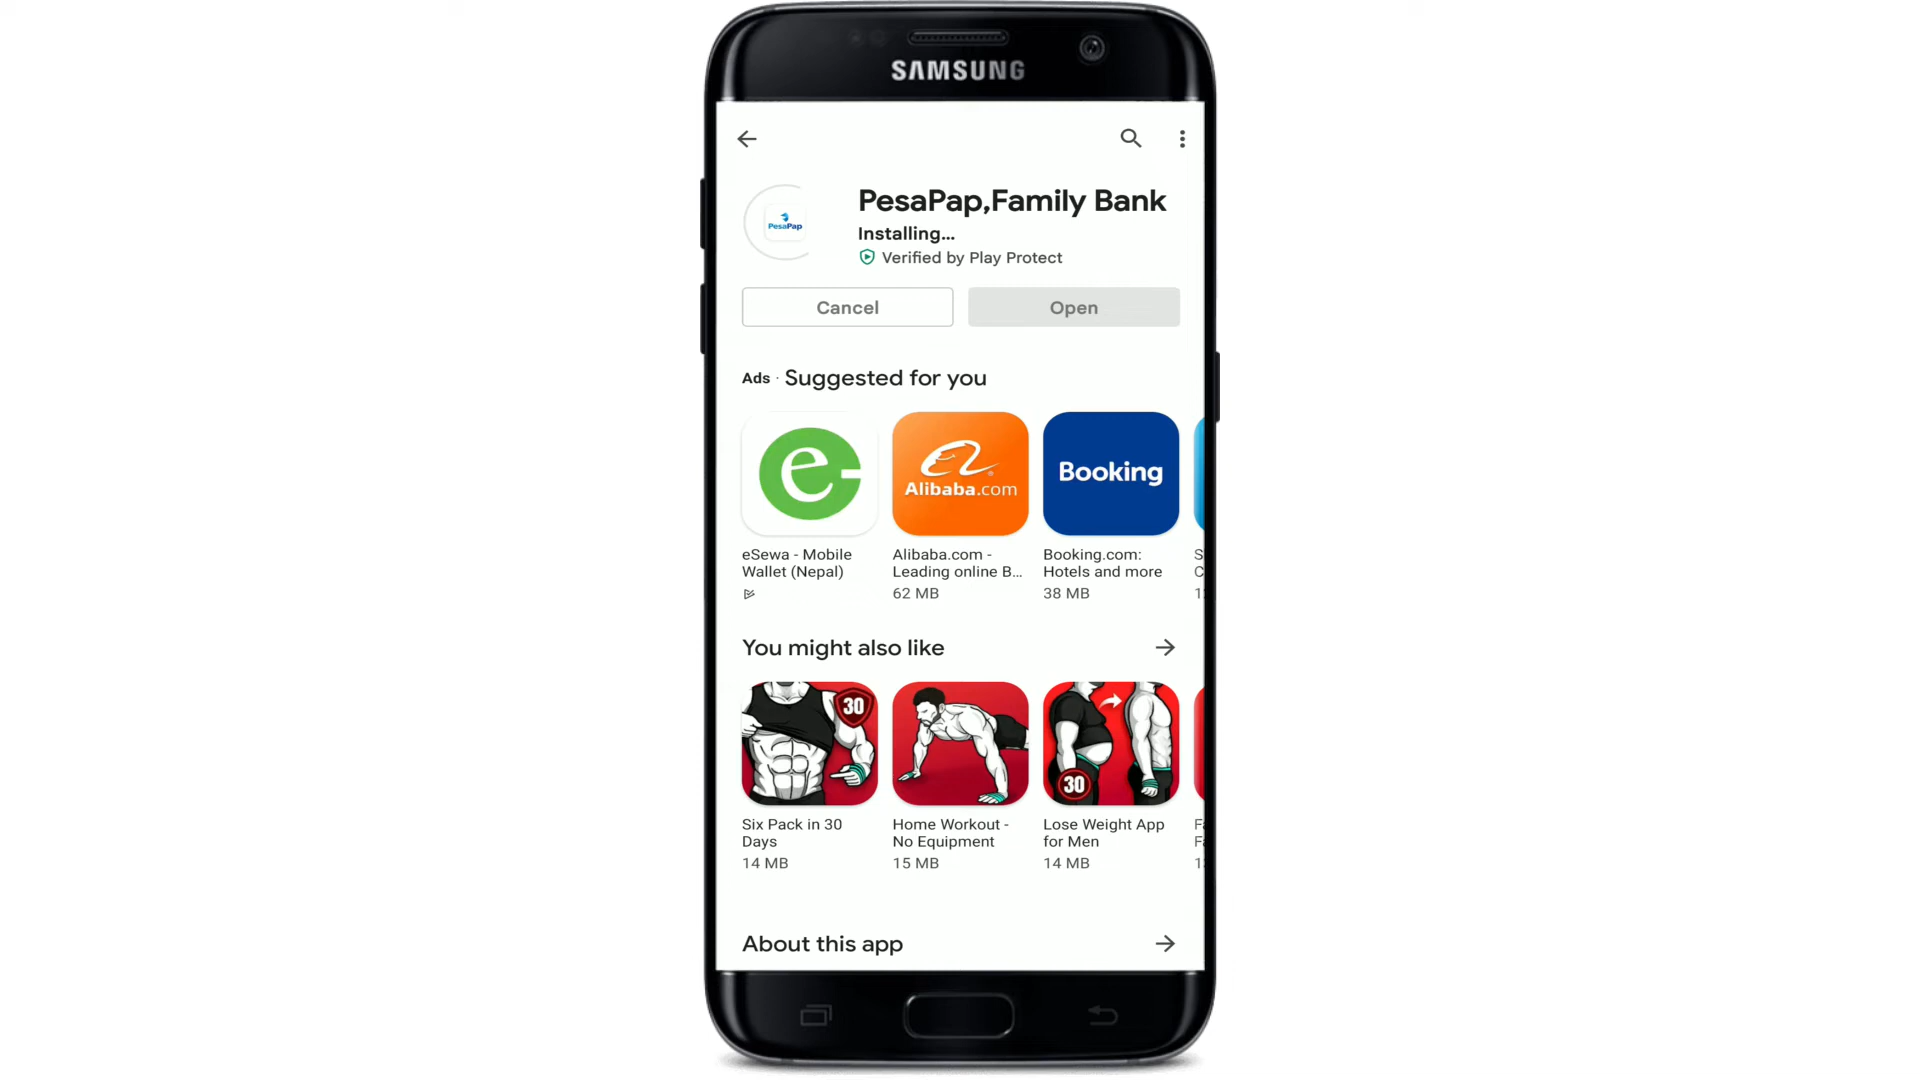 SAMSUNG
PesaPap,Family Bank
PesaPap
Installing...
Verified by Play Protect
Cancel
Open
Ads · Suggested for you
e
Alibaba.com
Booking
eSewa - Mobile
Wallet (Nepal)
Alibaba.com -
Leading online B...
62 MB
Booking.com:
Hotels and more
38 MB
You might also like
30
30
Six Pack in 30
Days
14 MB
Home Workout -
No Equipment
15 MB
Lose Weight App
for Men
14 MB
About this app